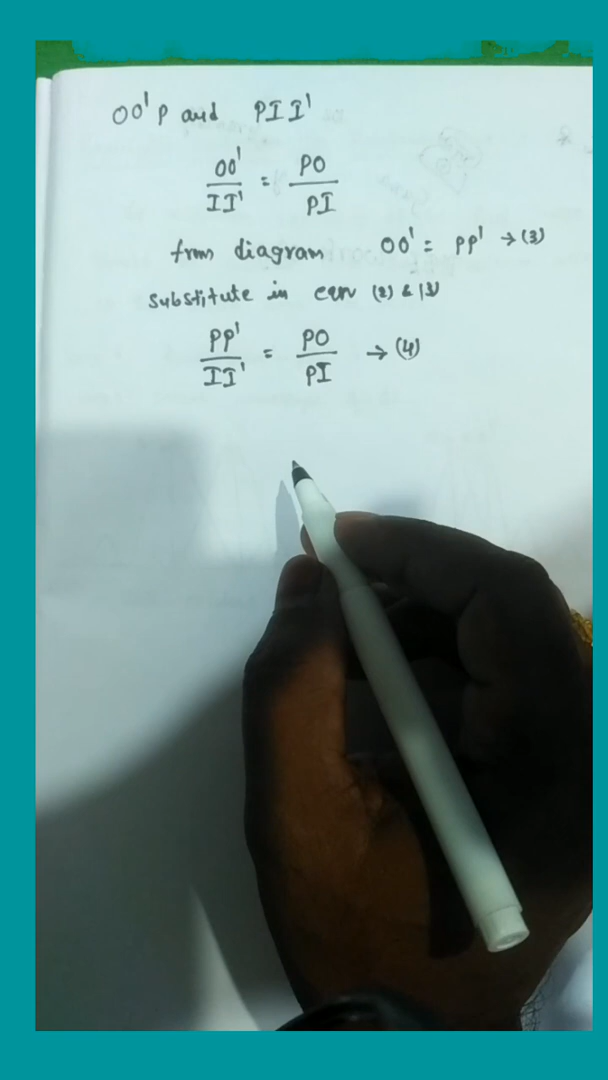 OO'P and PII'
OO' / II' = PO / PI
from diagram OO' = PP' → (3)
substitute in eqn (2) & (3)
PP' / II' = PO / PI → (4)